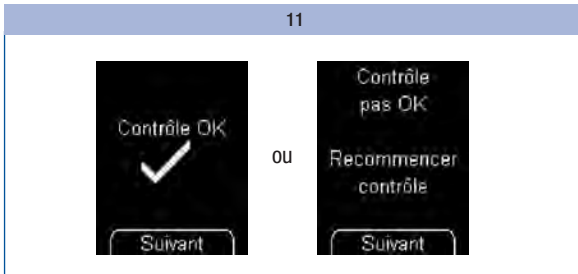 11
Contrôle OK
Suivant
ou
Contrôle
pas OK
Recommencer
contrôle
Suivant